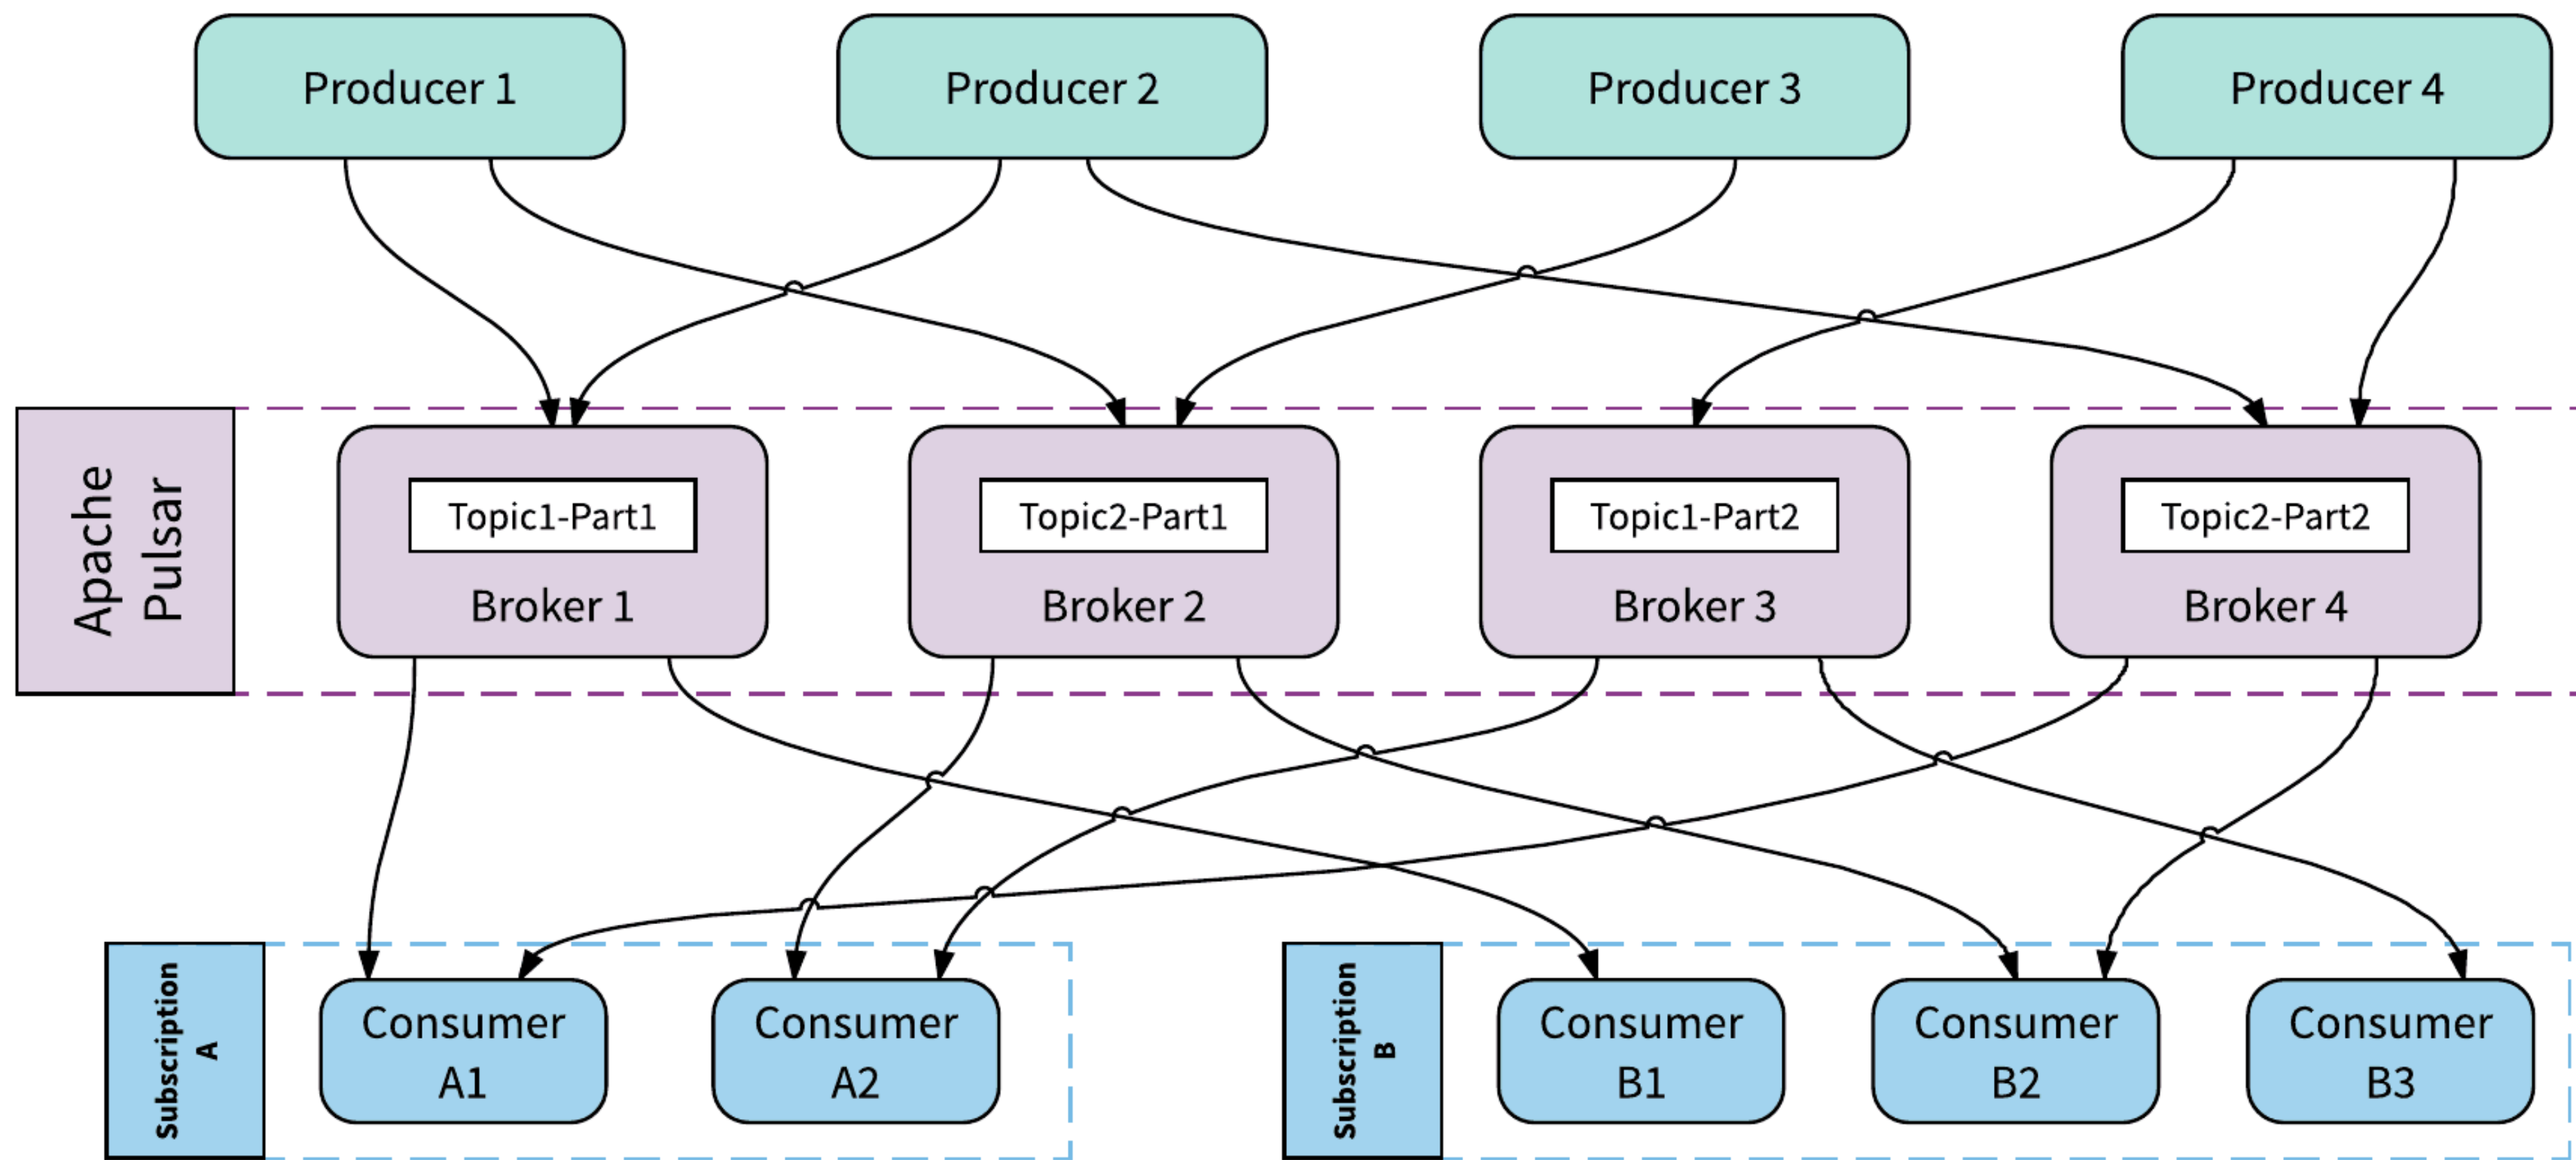 Producer 1
Producer 2
Producer 3
Producer 4
Apache
Pulsar
Topic1-Part1
Broker 1
Topic2-Part1
Broker 2
Topic1-Part2
Broker 3
Topic2-Part2
Broker 4
Subscription
A
Consumer
A1
Consumer
A2
Subscription
B
Consumer
B1
Consumer
B2
Consumer
B3